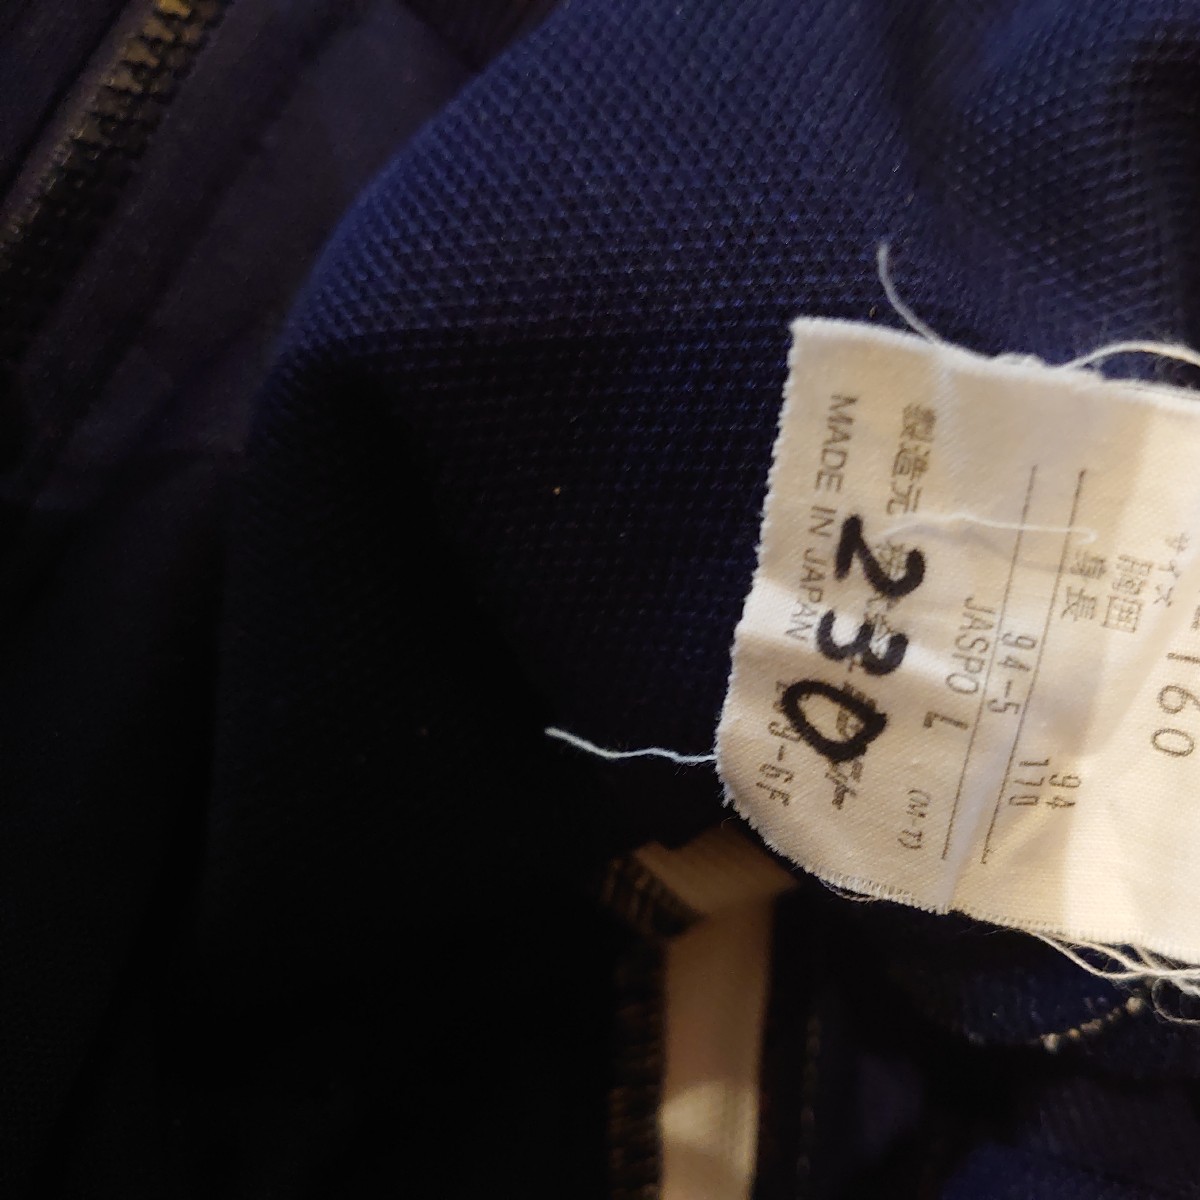 160
サイズ
胸囲 94
身長 170
94-5
JASPO L (M-T)
製造元
MADE IN JAPAN
230